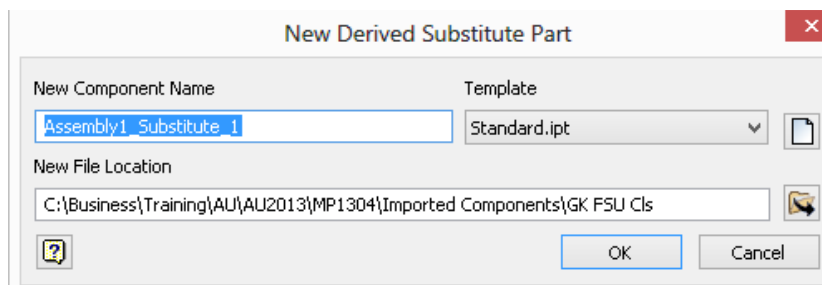 New Derived Substitute Part
New Component Name Template
Assembly1_Substitute_1 Standard.ipt
New File Location
C:\Business\Training\AU\AU2013\MP1304\Imported Components\GK FSU Cls
OK Cancel